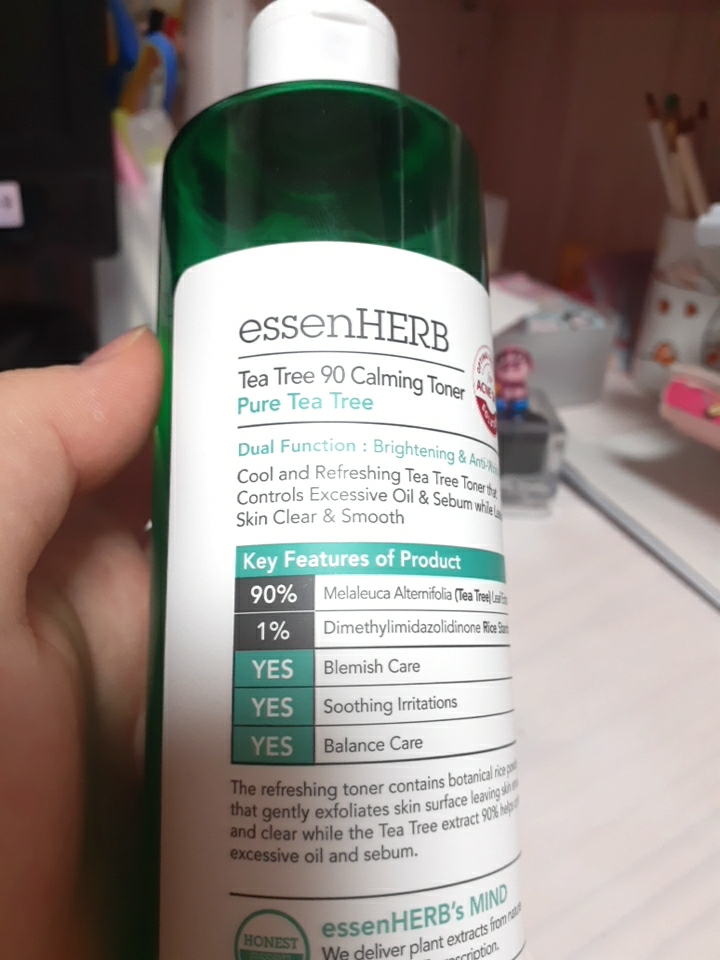 essenHERB
Tea Tree 90 Calming Toner
Pure Tea Tree
Dual Function : Brightening &
Cool and Refreshing Tea Tree Toner that
Controls Excessive Oil & Sebum while
Skin Clear & Smooth
Key Features of Product
90% Melaleuca Alternifolia (Tea Tree) Leaf
1% Dimethylimidazolidinone Rice
YES Blemish Care
YES Soothing Irritations
YES Balance Care
The refreshing toner contains botanical rice
that gently exfoliates skin surface leaving skin
and clear while the Tea Tree extract 90% helps
excessive oil and sebum.
essenHERB's MIND
HONEST
We deliver plant extracts from